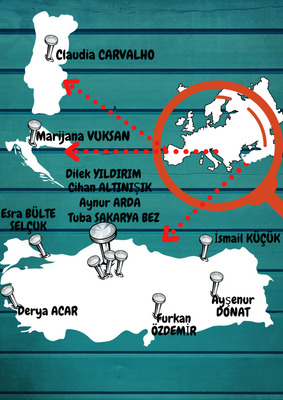 Claudia CARVALHO
Marijana VUKSAN
Dilek YILDIRIM
Cihan ALTINIŞIK
Aynur ARDA
Tuba SAKARYA BEZ
Esra BÜLTE
SELÇUK
İsmail KÜÇÜK
Ayşenur
DONAT
Derya ACAR
Furkan
ÖZDEMİR